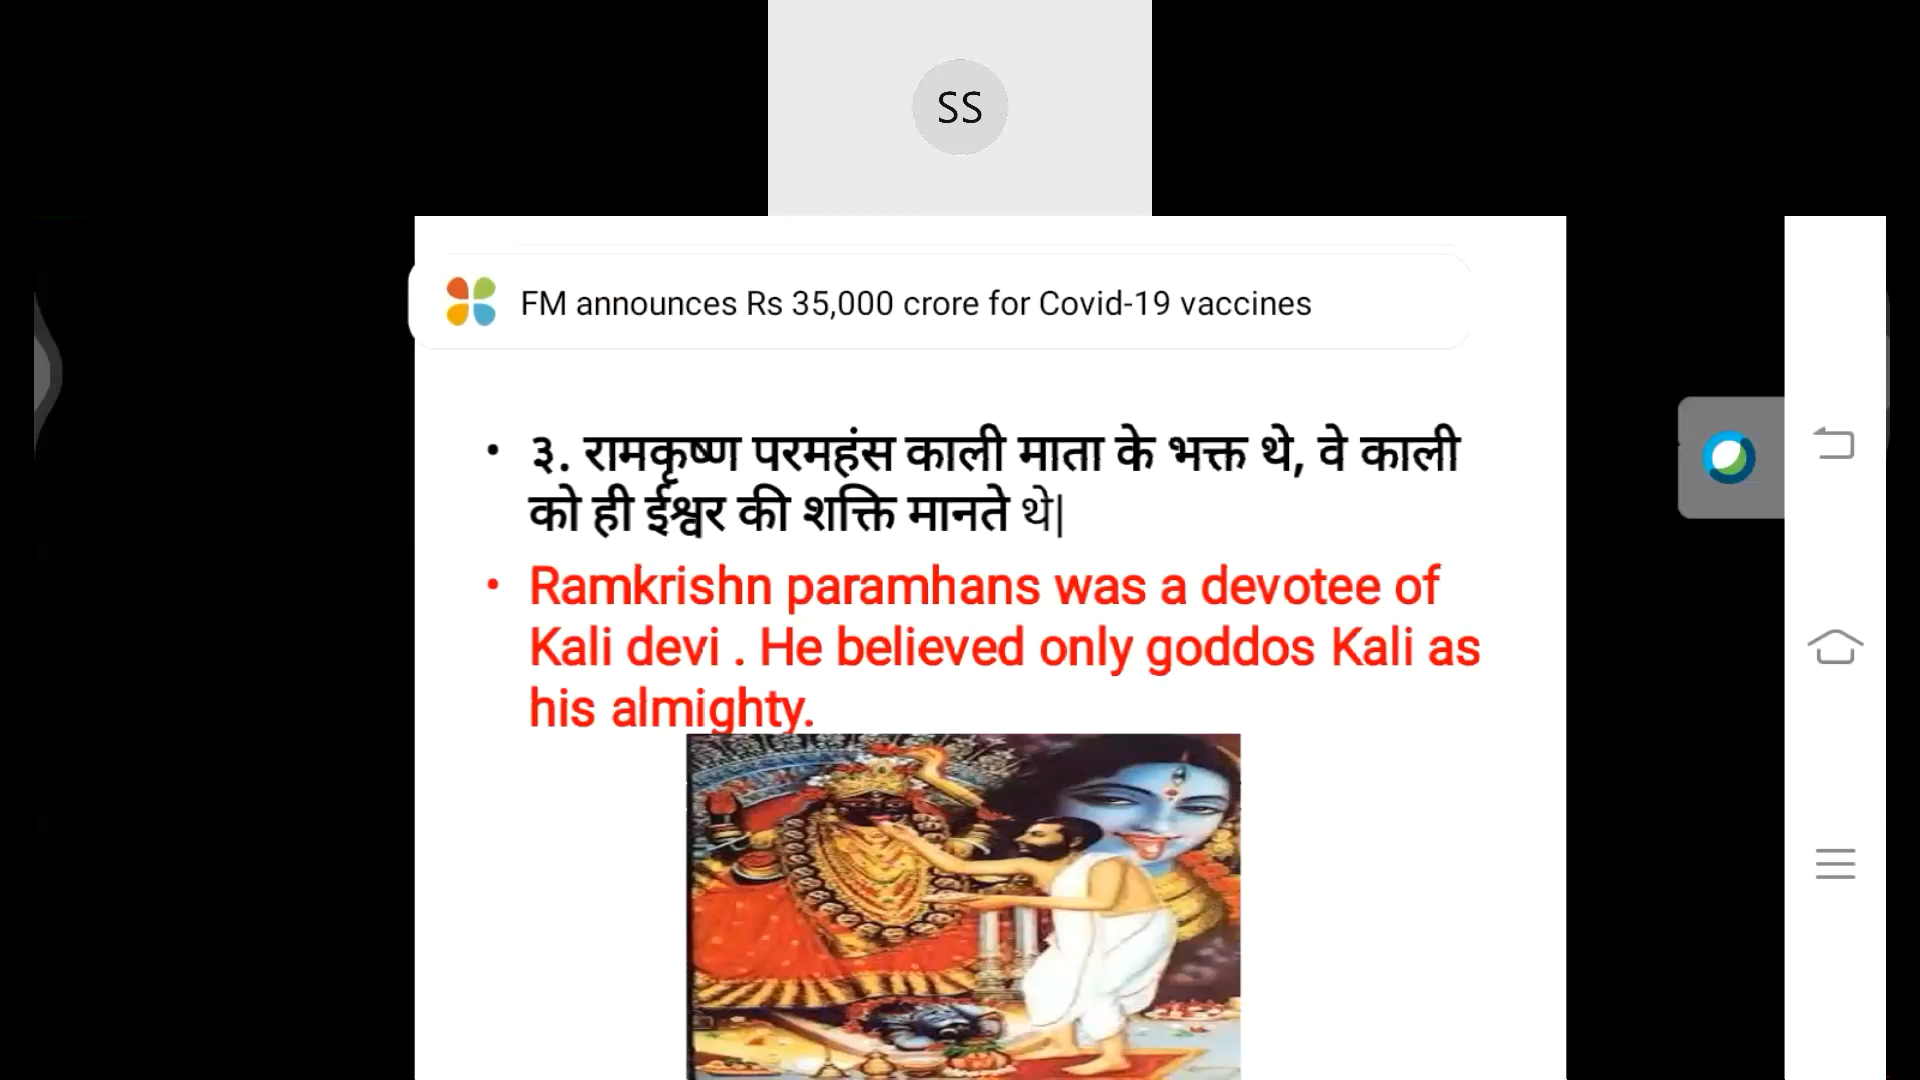 SS
FM announces Rs 35,000 crore for Covid-19 vaccines
• ३. रामकृष्ण परमहंस काली माता के भक्त थे, वे काली
को ही ईश्वर की शक्ति मानते थे|
• Ramkrishn paramhans was a devotee of
Kali devi . He believed only goddos Kali as
his almighty.